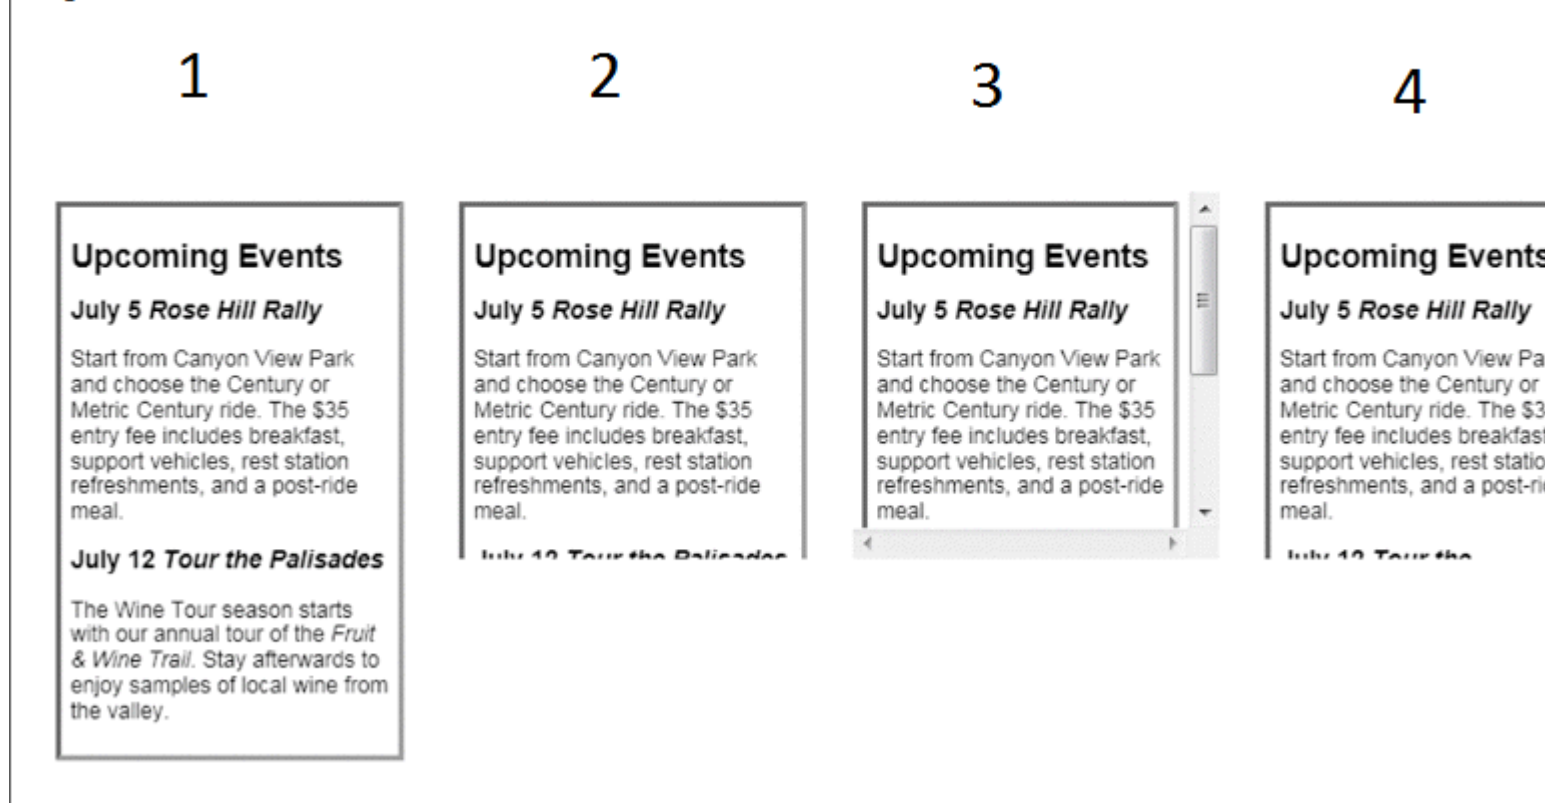 1
2
3
4
Upcoming Events
July 5 Rose Hill Rally
Start from Canyon View Park
and choose the Century or
Metric Century ride. The $35
entry fee includes breakfast,
support vehicles, rest station
refreshments, and a post-ride
meal.
July 12 Tour the Palisades
The Wine Tour season starts
with our annual tour of the Fruit
& Wine Trail. Stay afterwards to
enjoy samples of local wine from
the valley.
Upcoming Events
July 5 Rose Hill Rally
Start from Canyon View Park
and choose the Century or
Metric Century ride. The $35
entry fee includes breakfast,
support vehicles, rest station
refreshments, and a post-ride
meal.
July 12 Tour the Palisades
Upcoming Events
July 5 Rose Hill Rally
Start from Canyon View Park
and choose the Century or
Metric Century ride. The $35
entry fee includes breakfast,
support vehicles, rest station
refreshments, and a post-ride
meal.
Upcoming Events
July 5 Rose Hill Rally
Start from Canyon View Pa
and choose the Century or
Metric Century ride. The $3
entry fee includes breakfast
support vehicles, rest statio
refreshments, and a post-ri
meal.
July 12 Tour the